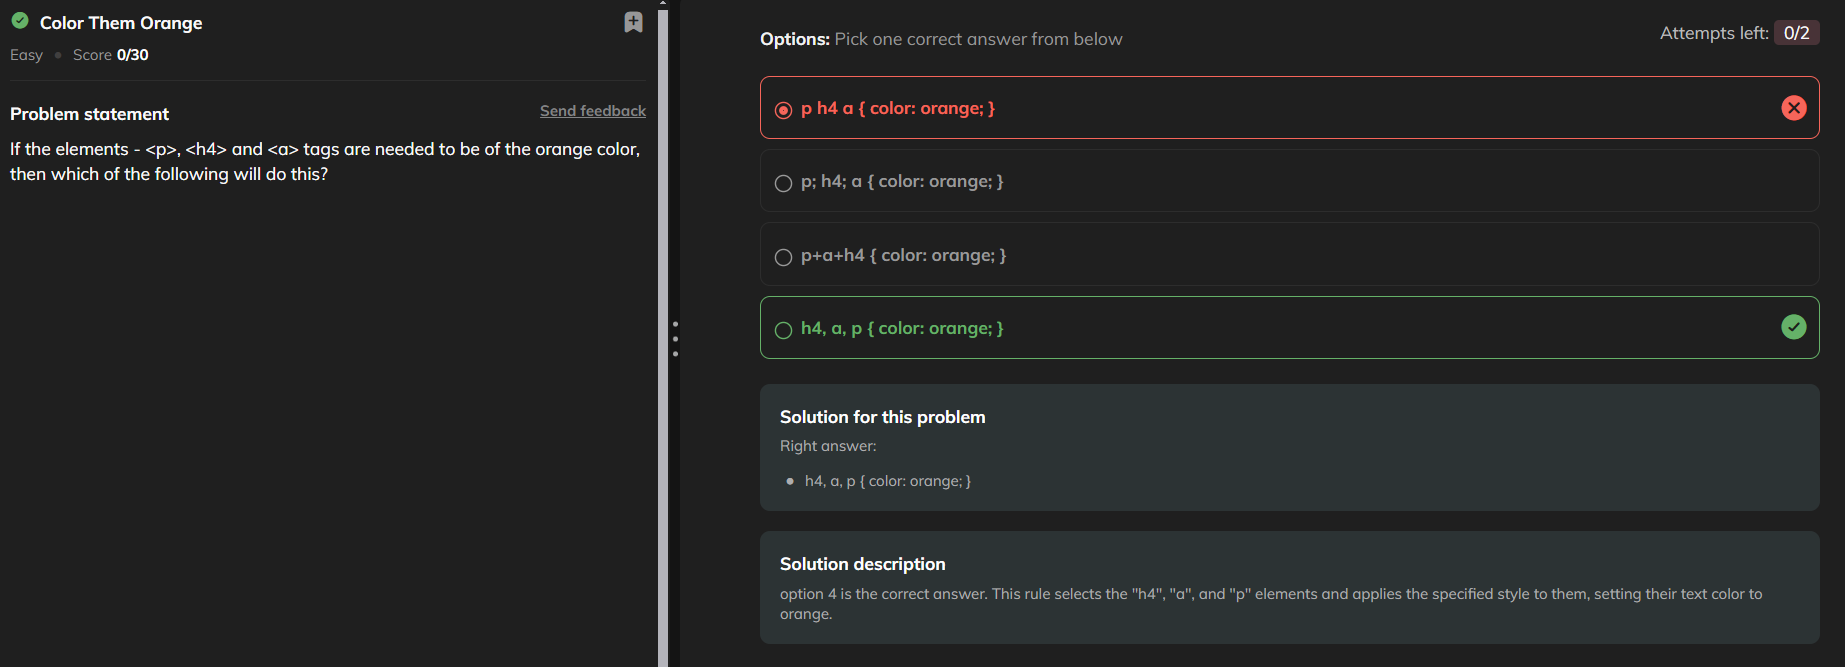 Color Them Orange
Easy • Score 0/30
Problem statement
Send feedback
If the elements - <p>, <h4> and <a> tags are needed to be of the orange color,
then which of the following will do this?
Options: Pick one correct answer from below
Attempts left: 0/2
p h4 a { color: orange; }
p; h4; a { color: orange; }
p+a+h4 { color: orange; }
h4, a, p { color: orange; }
Solution for this problem
Right answer:
• h4, a, p { color: orange; }
Solution description
option 4 is the correct answer. This rule selects the "h4", "a", and "p" elements and applies the specified style to them, setting their text color to
orange.